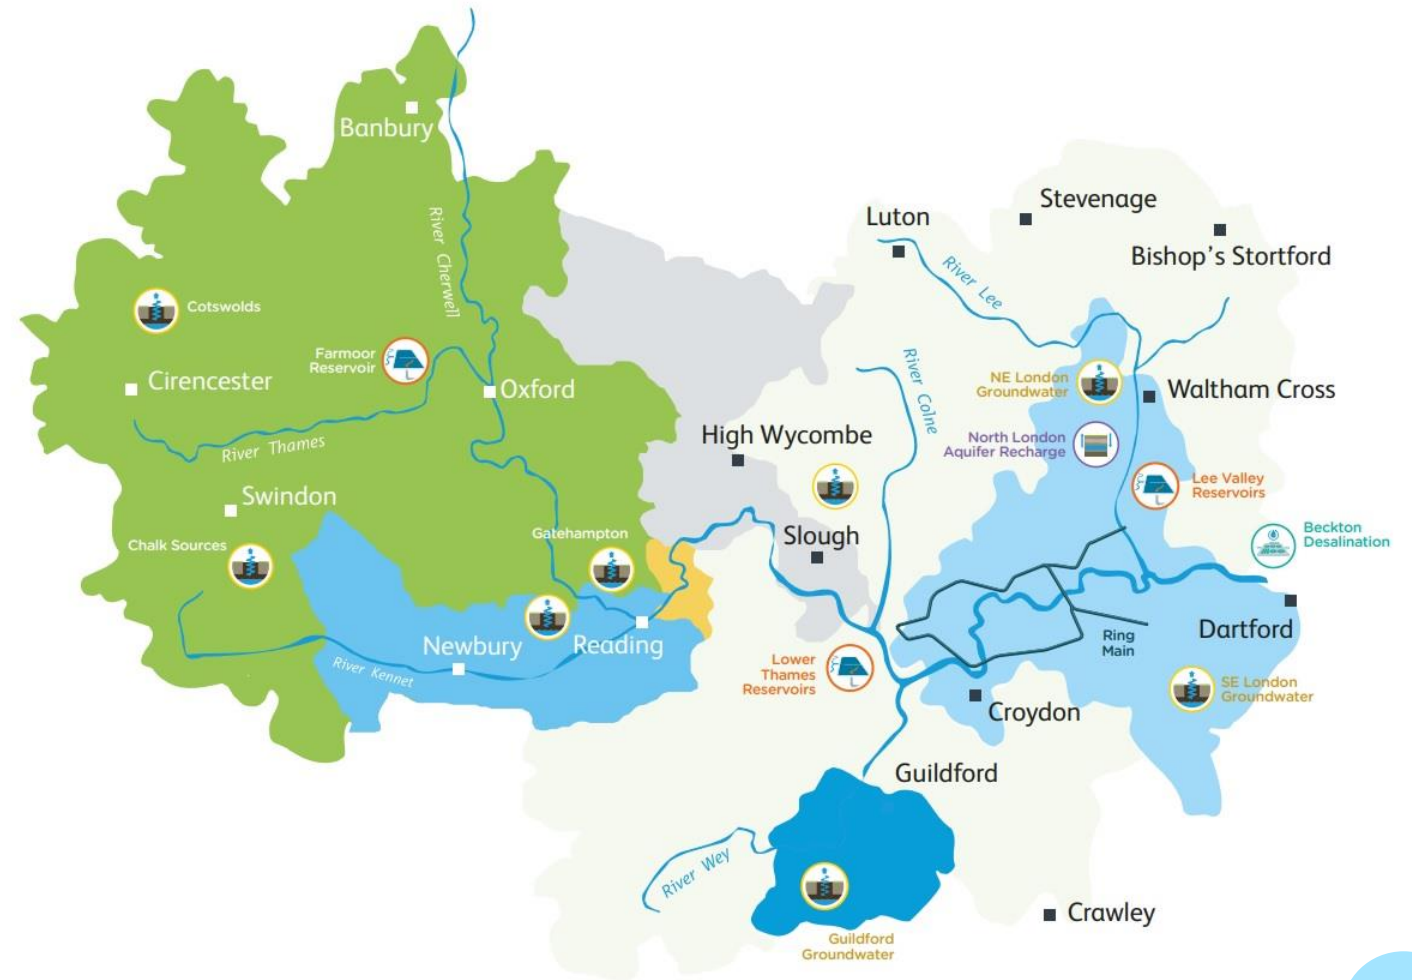 Banbury
River Cherwell
Stevenage
Luton
Bishop's Stortford
River Lee
Cotswolds
Farmoor
Reservoir
Cirencester
Oxford
River Colne
NE London
Groundwater
Waltham Cross
River Thames
High Wycombe
North London
Aquifer Recharge
Swindon
Lee Valley
Reservoirs
Chalk Sources
Gatehampton
Slough
Beckton
Desalination
Newbury
Reading
River Kennet
Ring
Main
Dartford
Lower
Thames
Reservoirs
SE London
Groundwater
Croydon
Guildford
River Wey
Crawley
Guildford
Groundwater